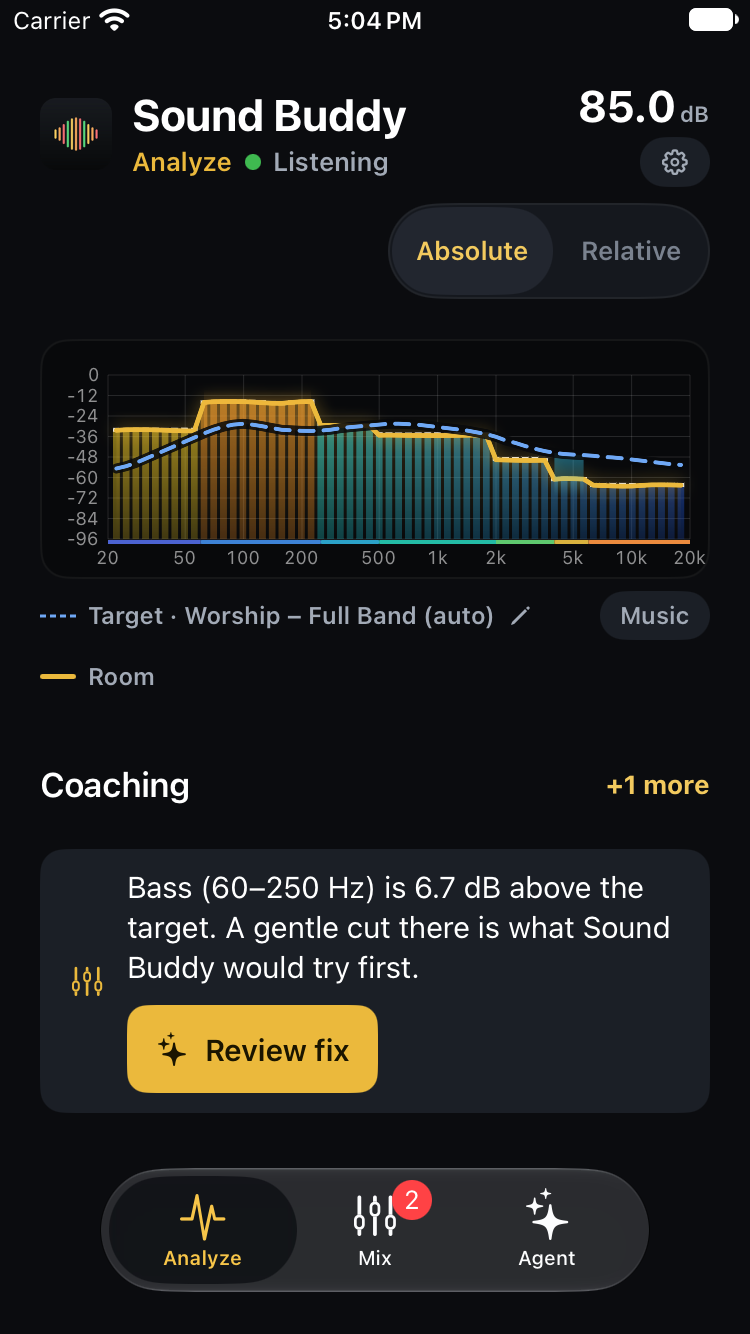 Carrier 5:04 PM
Sound Buddy
85.0 dB
Analyze Listening
Absolute Relative
0
-12
-24
-36
-48
-60
-72
-84
-96
20 50 100 200 500 1k 2k 5k 10k 20k
Target · Worship – Full Band (auto) Music
Room
Coaching +1 more
Bass (60–250 Hz) is 6.7 dB above the
target. A gentle cut there is what Sound
Buddy would try first.
Review fix
2
Analyze Mix Agent